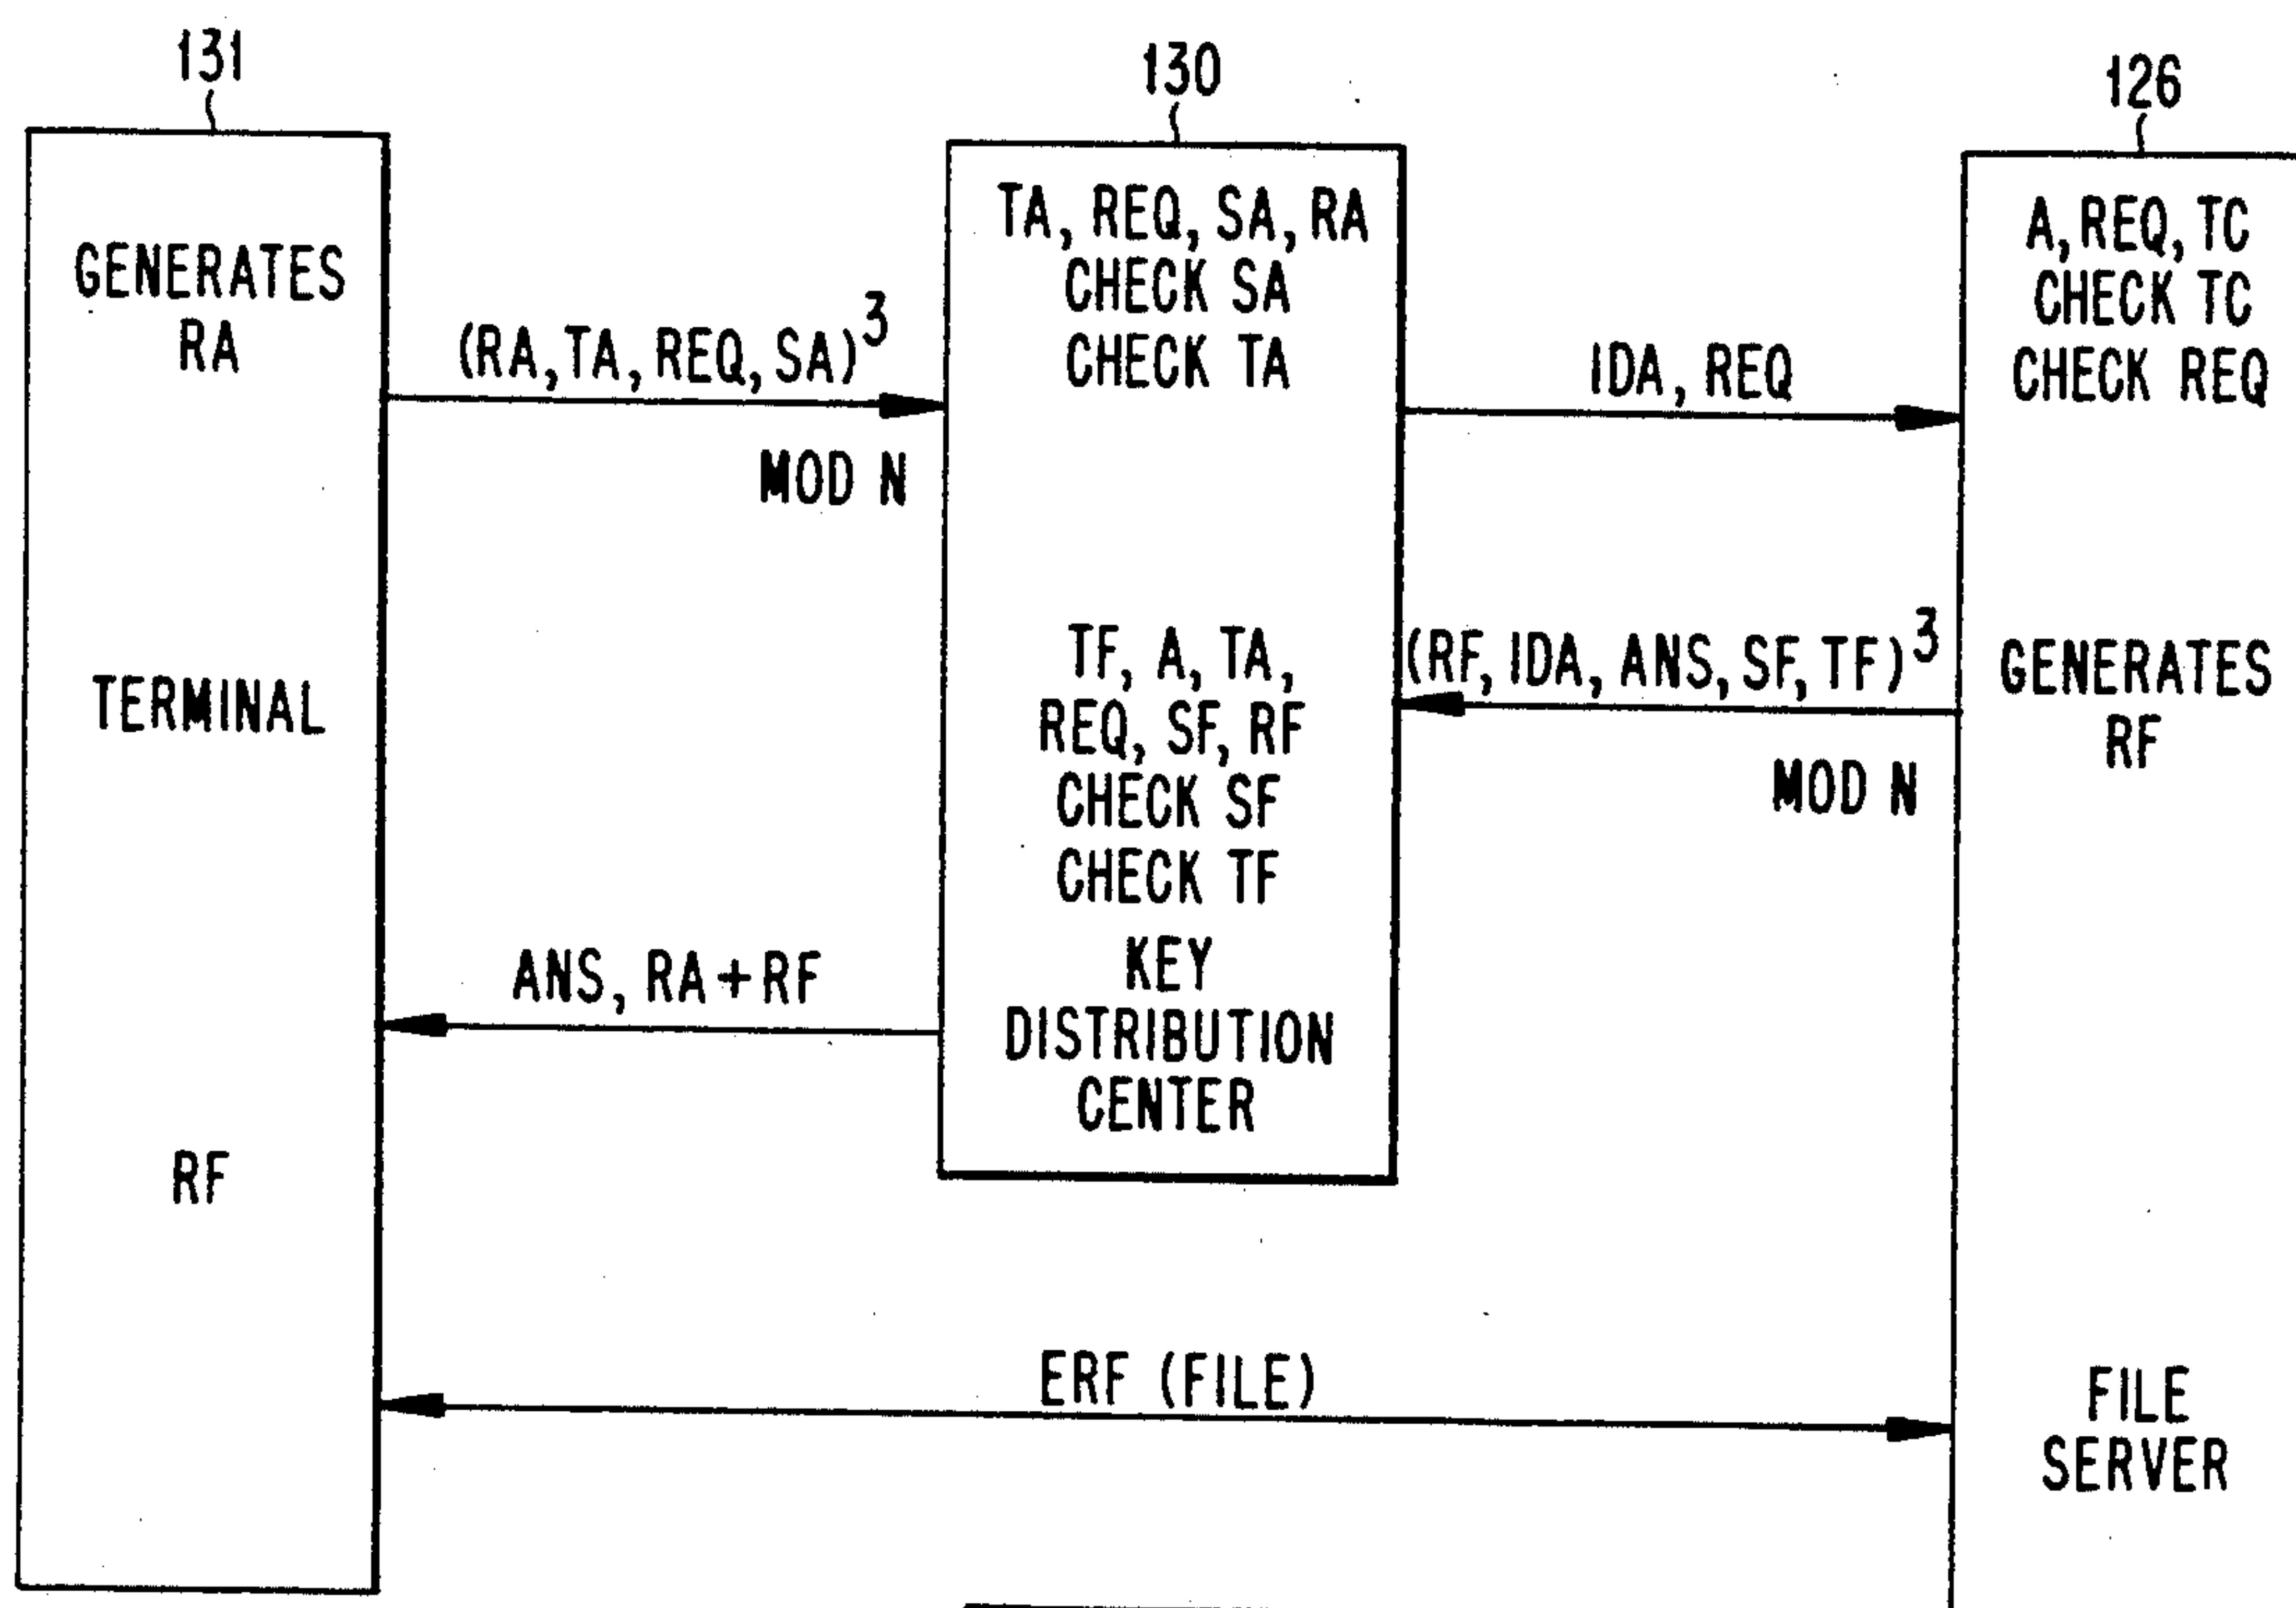 131
130
126
GENERATES
RA
TERMINAL
RF
(RA, TA, REQ, SA)³
MOD N
TA, REQ, SA, RA
CHECK SA
CHECK TA
IDA, REQ
A, REQ, TC
CHECK TC
CHECK REQ
TF, A, TA,
REQ, SF, RF
CHECK SF
CHECK TF
KEY
DISTRIBUTION
CENTER
(RF, IDA, ANS, SF, TF)³
MOD N
GENERATES
RF
ANS, RA + RF
ERF (FILE)
FILE
SERVER